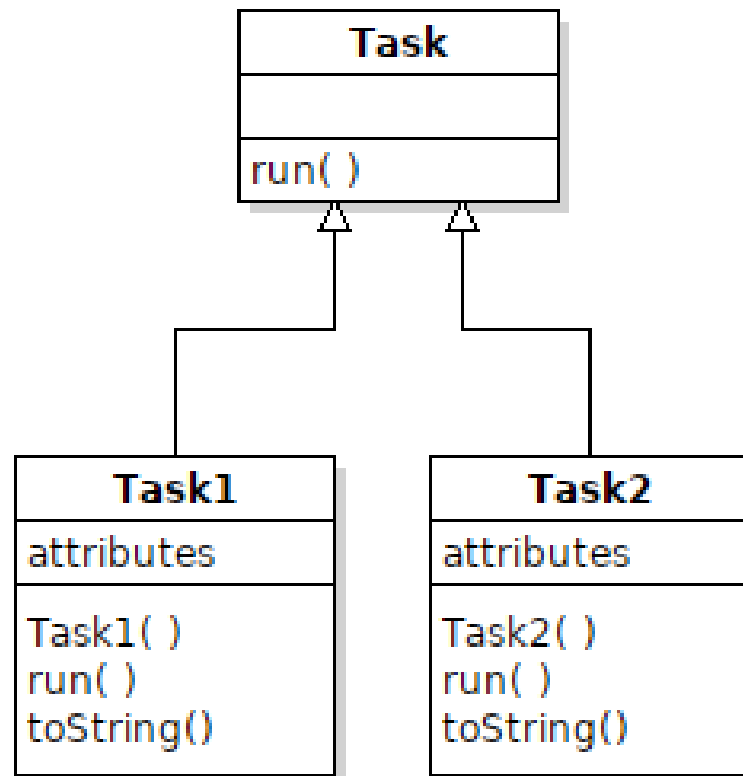 Task
run( )
Task1
attributes
Task1( )
run( )
toString()
Task2
attributes
Task2( )
run( )
toString()